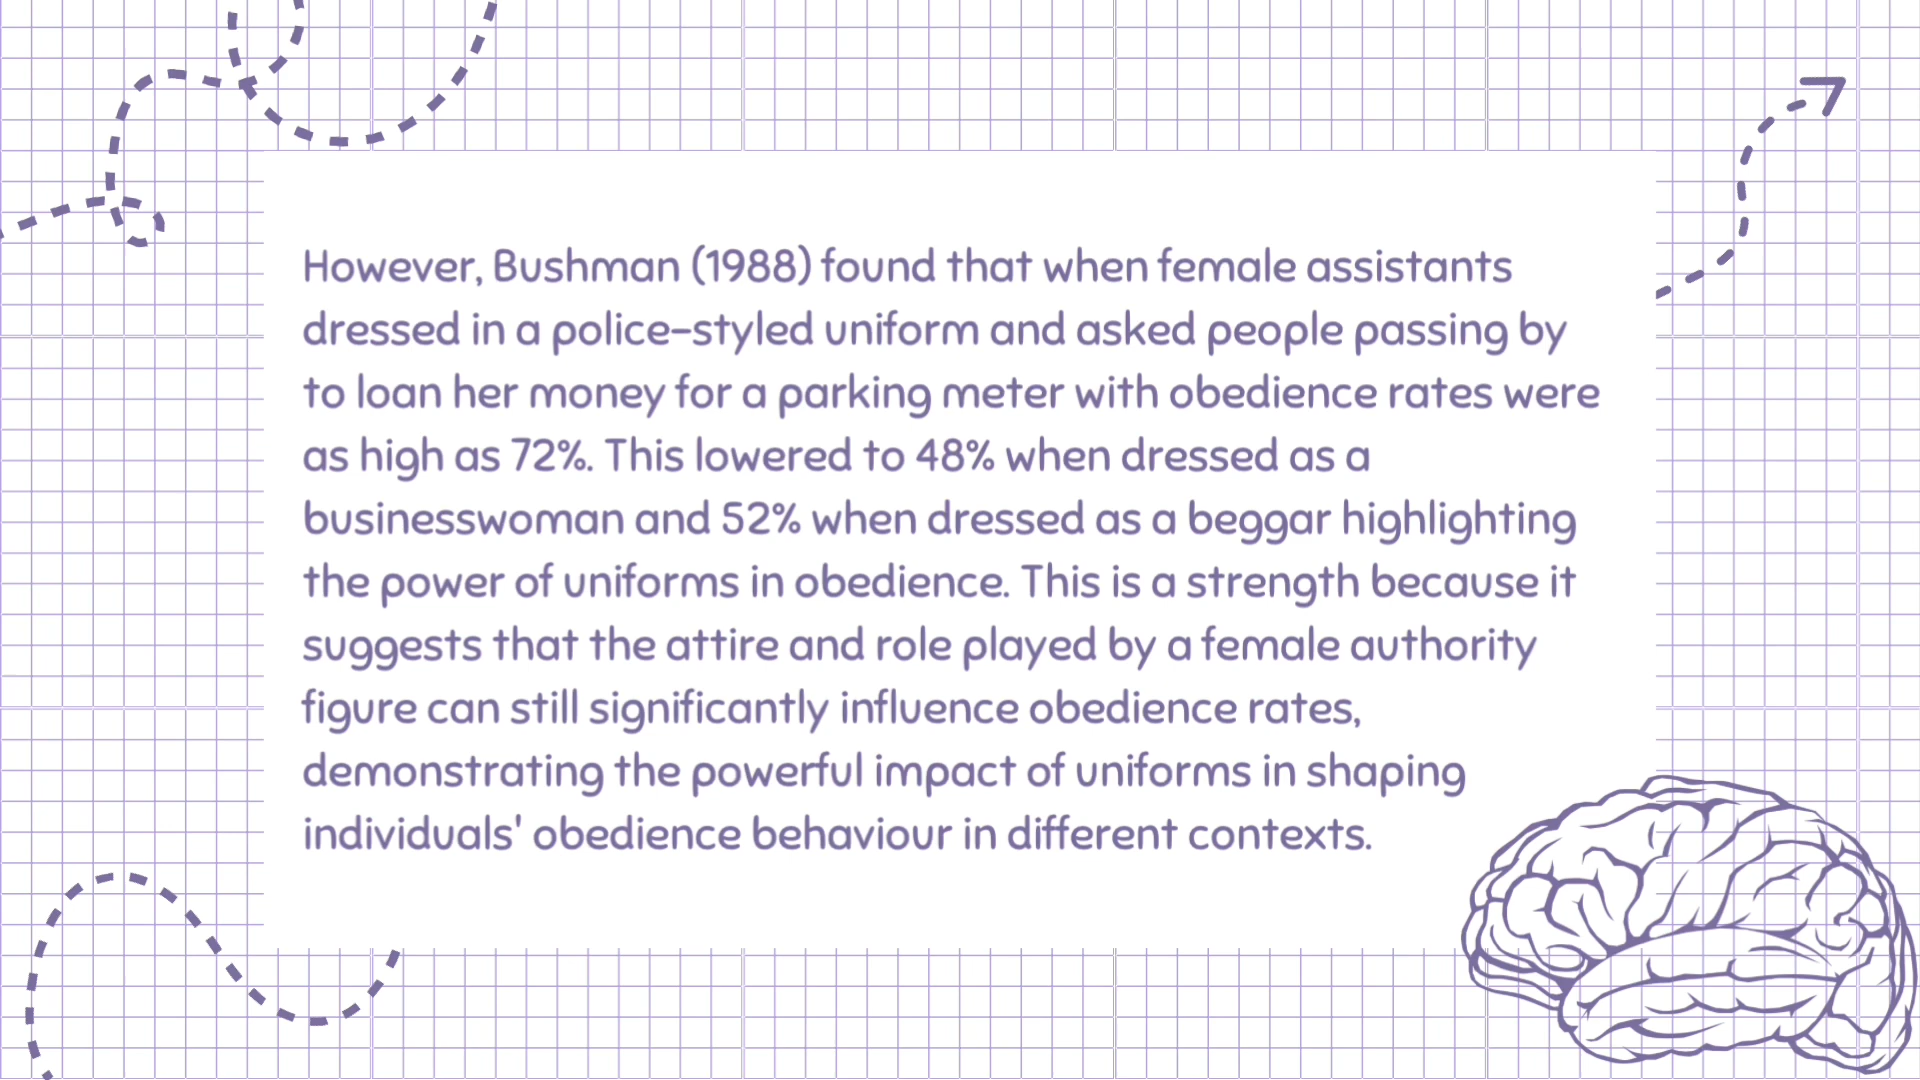 However, Bushman (1988) found that when female assistants
dressed in a police-styled uniform and asked people passing by
to loan her money for a parking meter with obedience rates were
as high as 72%. This lowered to 48% when dressed as a
businesswoman and 52% when dressed as a beggar highlighting
the power of uniforms in obedience. This is a strength because it
suggests that the attire and role played by a female authority
figure can still significantly influence obedience rates,
demonstrating the powerful impact of uniforms in shaping
individuals' obedience behaviour in different contexts.